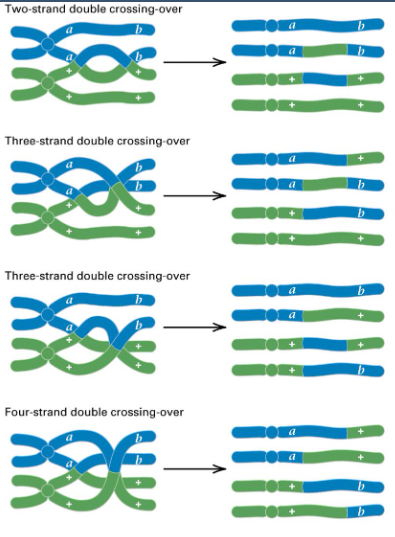 Two-strand double crossing-over
a b
a b
+ +
+ +
a b
a b
+ +
+ +
Three-strand double crossing-over
a b
a b
+ +
+ +
a +
a b
+ b
+ +
Three-strand double crossing-over
a b
a b
+ +
+ +
a b
a +
+ +
+ b
Four-strand double crossing-over
a b
a b
+ +
+ +
a +
a +
+ b
+ b